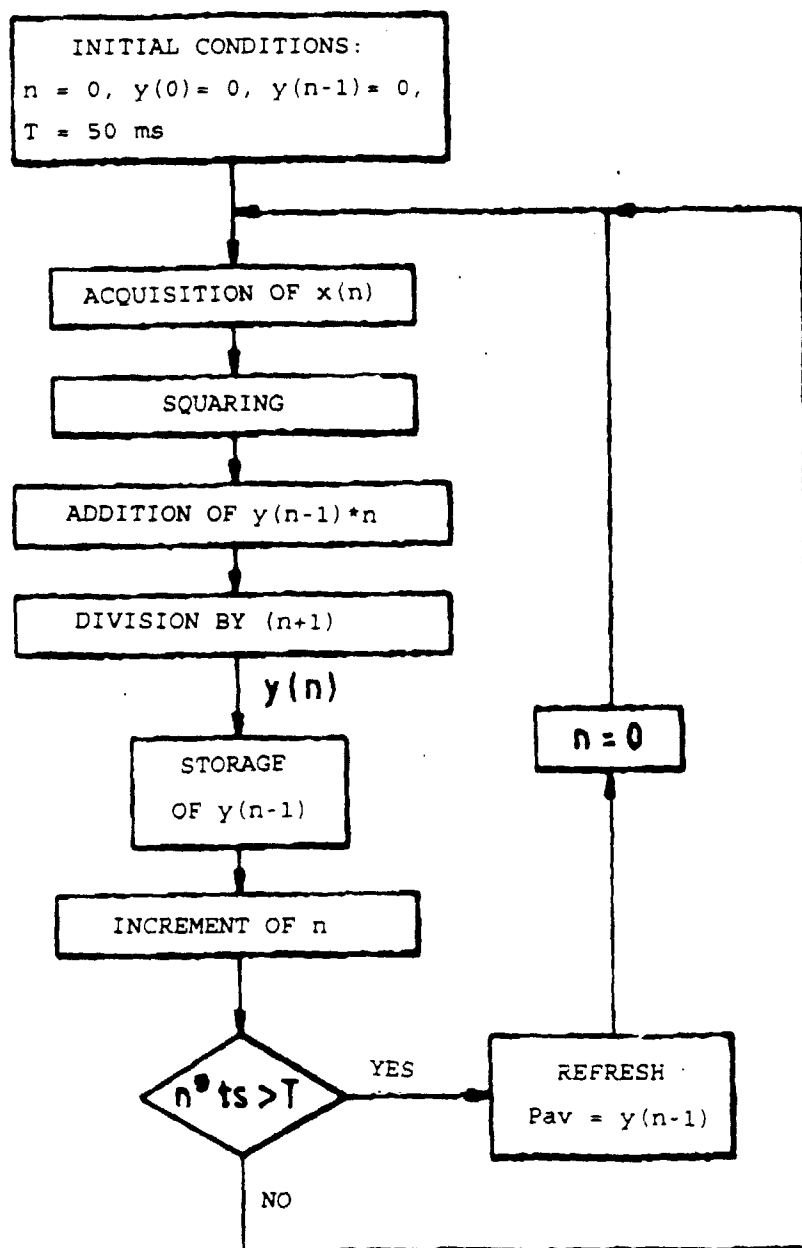 INITIAL CONDITIONS:
n = 0, y(0)= 0, y(n-1)= 0,
T = 50 ms
ACQUISITION OF x(n)
SQUARING
ADDITION OF y(n-1)*n
DIVISION BY (n+1)
y(n)
STORAGE
OF y(n-1)
INCREMENT OF n
n*ts>T
YES
REFRESH
Pav = y(n-1)
n=0
NO